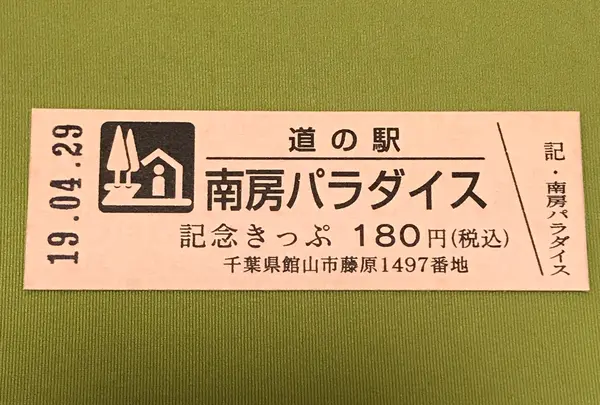 19.04.29
道の駅
南房パラダイス
記念きっぷ 180円(税込)
千葉県館山市藤原1497番地
記・南房パラダイス